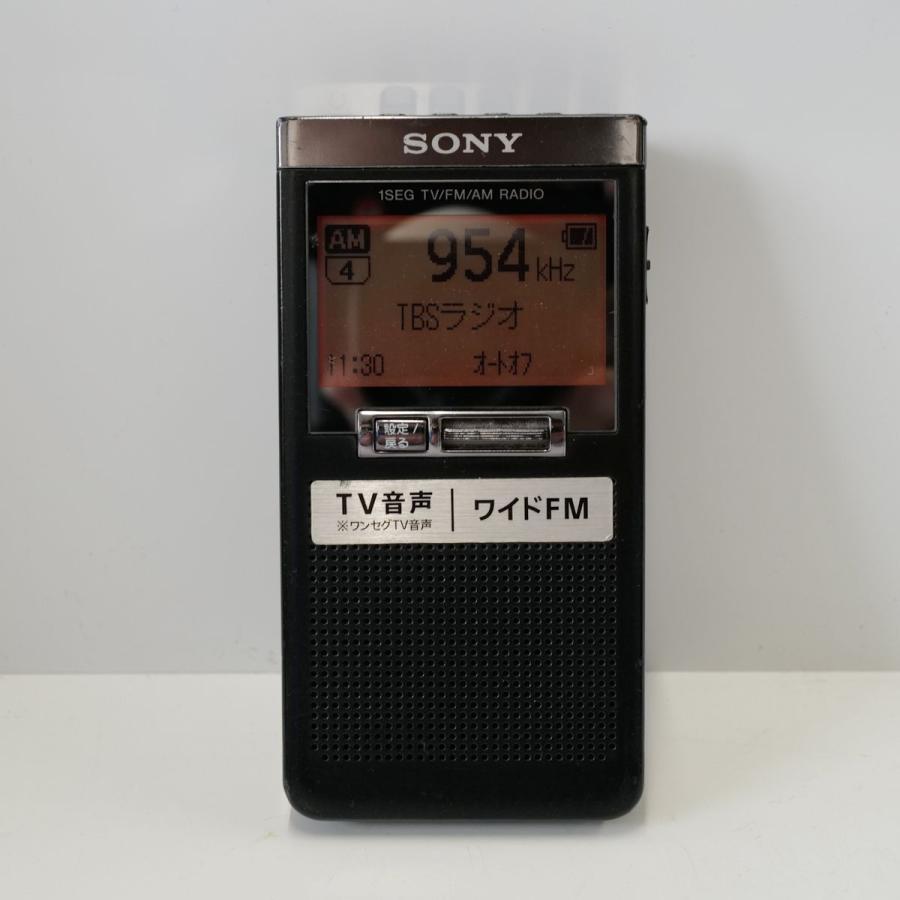 SONY
1SEG TV/FM/AM RADIO
AM 954 kHz
4
TBSラジオ
11:30 オートオフ
設定/
戻る
TV音声 | ワイドFM
※ワンセグTV音声